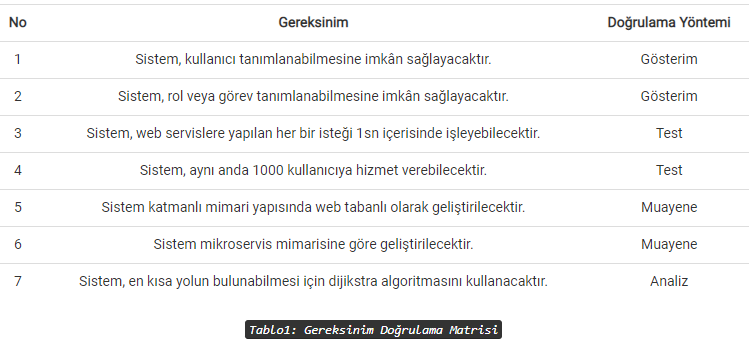 No Gereksinim Doğrulama Yöntemi
1 Sistem, kullanıcı tanımlanabilmesine imkân sağlayacaktır. Gösterim
2 Sistem, rol veya görev tanımlanabilmesine imkân sağlayacaktır. Gösterim
3 Sistem, web servislere yapılan her bir isteği 1sn içerisinde işleyebilecektir. Test
4 Sistem, aynı anda 1000 kullanıcıya hizmet verebilecektir. Test
5 Sistem katmanlı mimari yapısında web tabanlı olarak geliştirilecektir. Muayene
6 Sistem mikroservis mimarisine göre geliştirilecektir. Muayene
7 Sistem, en kısa yolun bulunabilmesi için dijikstra algoritmasını kullanacaktır. Analiz
Tablo1: Gereksinim Doğrulama Matrisi